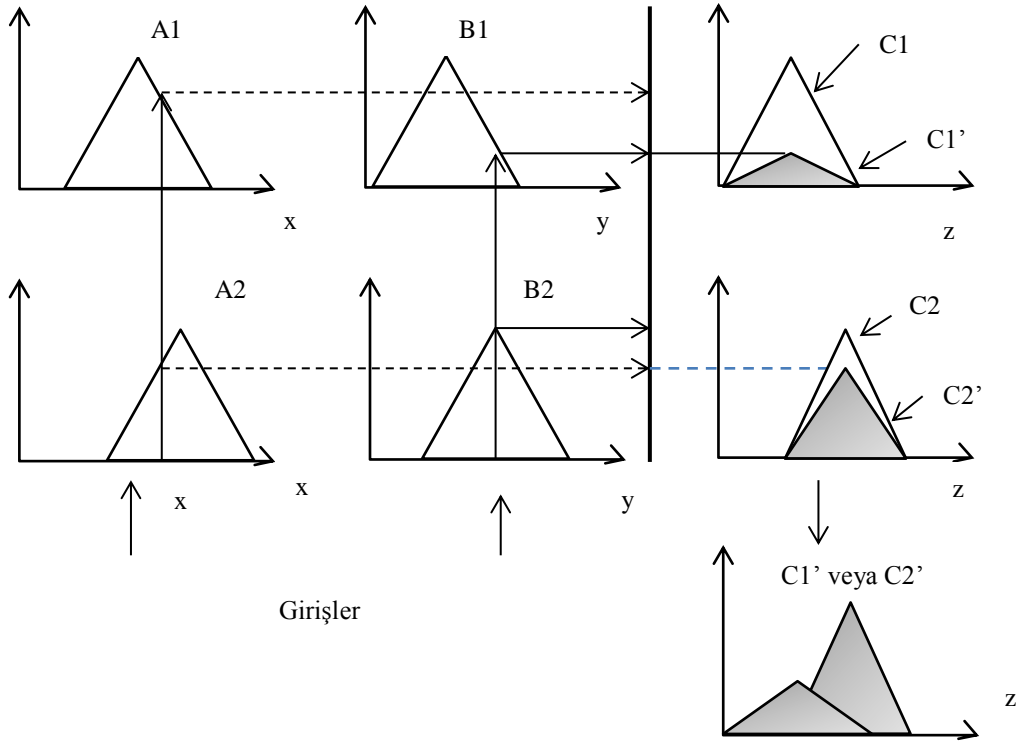 A1
B1
C1
C1’
x
y
z
A2
B2
C2
C2’
x
x
y
z
C1’ veya C2’
Girişler
z